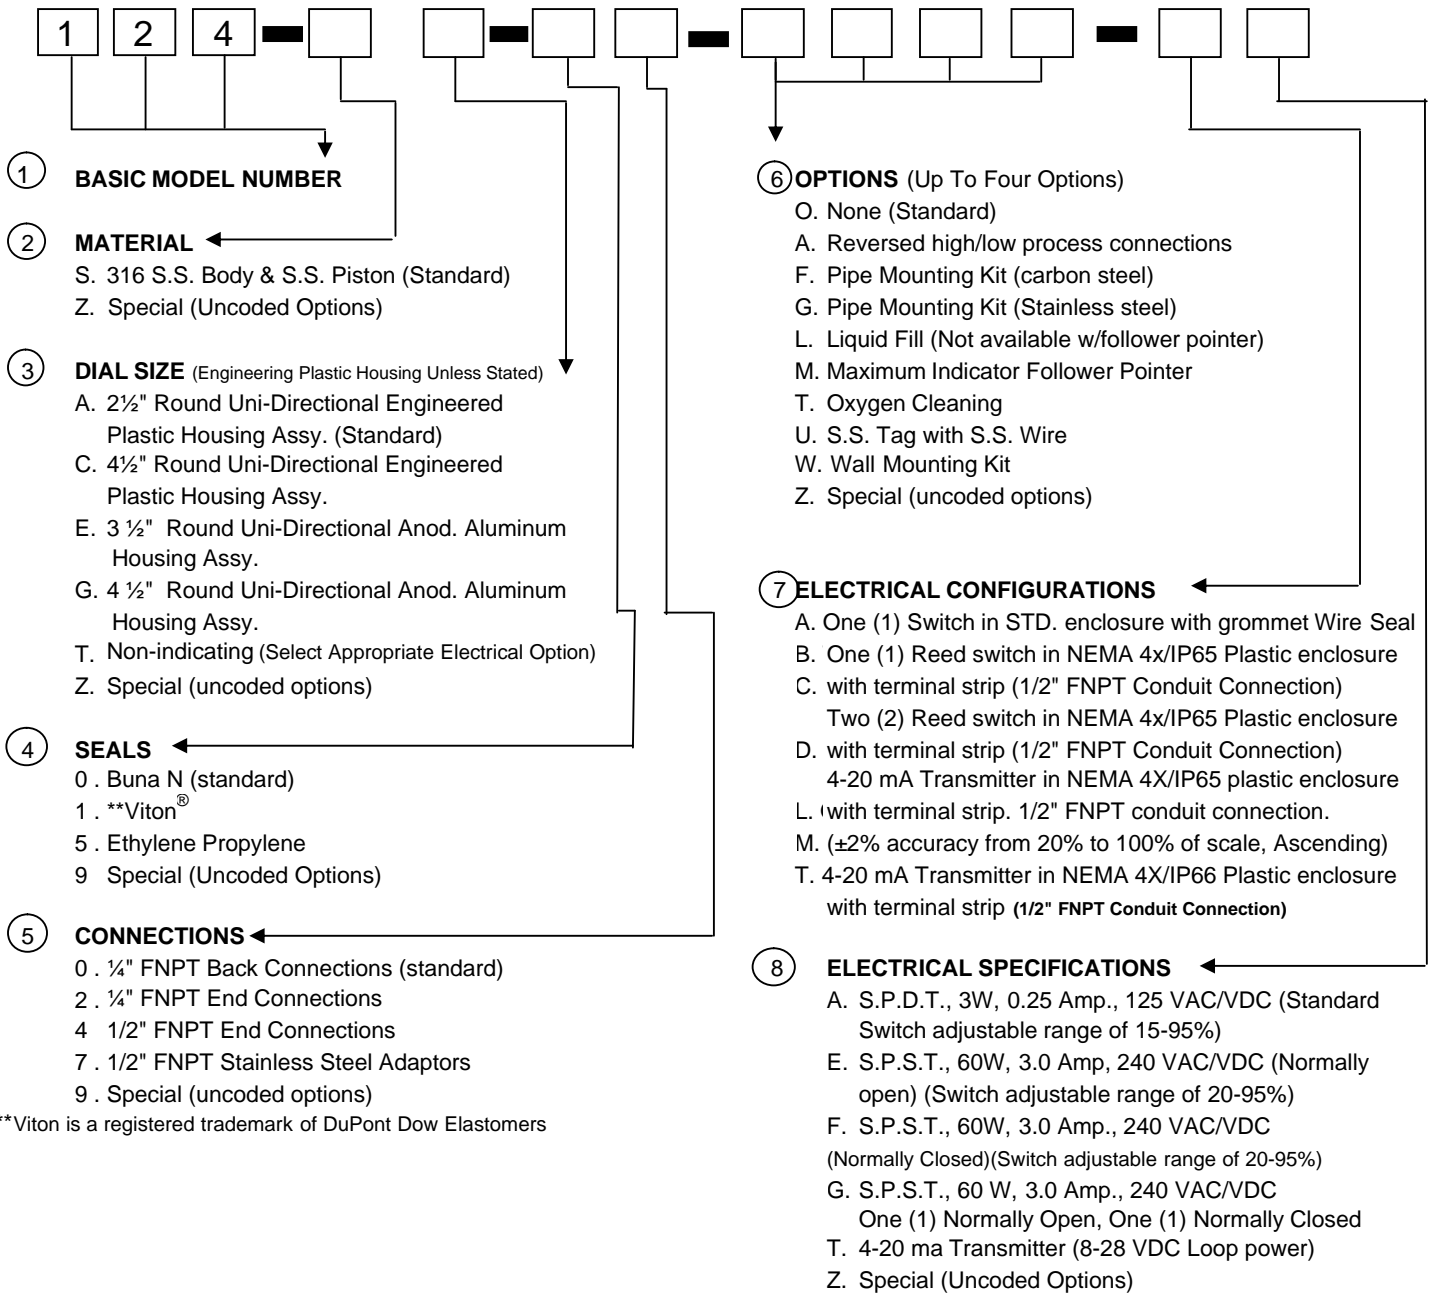 1 2 4
1 BASIC MODEL NUMBER
2 MATERIAL
S. 316 S.S. Body & S.S. Piston (Standard)
Z. Special (Uncoded Options)
3 DIAL SIZE (Engineering Plastic Housing Unless Stated)
A. 2½" Round Uni-Directional Engineered
Plastic Housing Assy. (Standard)
C. 4½" Round Uni-Directional Engineered
Plastic Housing Assy.
E. 3 ½" Round Uni-Directional Anod. Aluminum
Housing Assy.
G. 4 ½" Round Uni-Directional Anod. Aluminum
Housing Assy.
T. Non-indicating (Select Appropriate Electrical Option)
Z. Special (uncoded options)
4 SEALS
0 . Buna N (standard)
1 . **Viton®
5 . Ethylene Propylene
9 Special (Uncoded Options)
5 CONNECTIONS
0 . ¼" FNPT Back Connections (standard)
2 . ¼" FNPT End Connections
4 1/2" FNPT End Connections
7 . 1/2" FNPT Stainless Steel Adaptors
9 . Special (uncoded options)
**Viton is a registered trademark of DuPont Dow Elastomers
6 OPTIONS (Up To Four Options)
O. None (Standard)
A. Reversed high/low process connections
F. Pipe Mounting Kit (carbon steel)
G. Pipe Mounting Kit (Stainless steel)
L. Liquid Fill (Not available w/follower pointer)
M. Maximum Indicator Follower Pointer
T. Oxygen Cleaning
U. S.S. Tag with S.S. Wire
W. Wall Mounting Kit
Z. Special (uncoded options)
7 ELECTRICAL CONFIGURATIONS
A. One (1) Switch in STD. enclosure with grommet Wire Seal
B. One (1) Reed switch in NEMA 4x/IP65 Plastic enclosure
C. with terminal strip (1/2" FNPT Conduit Connection)
Two (2) Reed switch in NEMA 4x/IP65 Plastic enclosure
D. with terminal strip (1/2" FNPT Conduit Connection)
4-20 mA Transmitter in NEMA 4X/IP65 plastic enclosure
L. with terminal strip. 1/2" FNPT conduit connection.
M. (±2% accuracy from 20% to 100% of scale, Ascending)
T. 4-20 mA Transmitter in NEMA 4X/IP66 Plastic enclosure
with terminal strip (1/2" FNPT Conduit Connection)
8 ELECTRICAL SPECIFICATIONS
A. S.P.D.T., 3W, 0.25 Amp., 125 VAC/VDC (Standard
Switch adjustable range of 15-95%)
E. S.P.S.T., 60W, 3.0 Amp, 240 VAC/VDC (Normally
open) (Switch adjustable range of 20-95%)
F. S.P.S.T., 60W, 3.0 Amp., 240 VAC/VDC
(Normally Closed)(Switch adjustable range of 20-95%)
G. S.P.S.T., 60 W, 3.0 Amp., 240 VAC/VDC
One (1) Normally Open, One (1) Normally Closed
T. 4-20 ma Transmitter (8-28 VDC Loop power)
Z. Special (Uncoded Options)